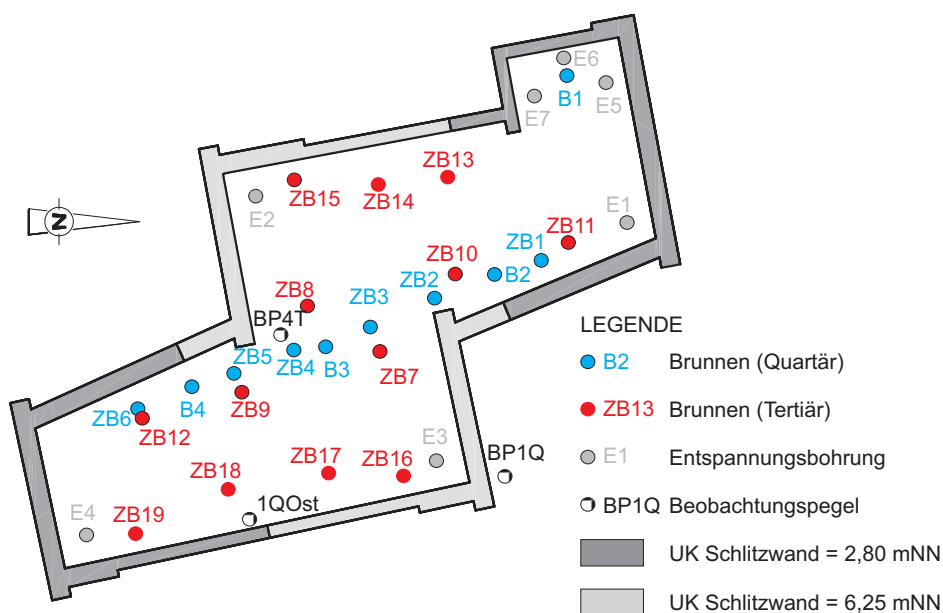 E6
B1
E5
E7
ZB13
ZB15
ZB14
E2
E1
ZB11
ZB1
N
ZB10
B2
ZB2
ZB8
ZB3
BP4T
LEGENDE
ZB5
ZB4
B3
ZB7
B2 Brunnen (Quartär)
ZB6
B4
ZB9
ZB12
ZB13 Brunnen (Tertiär)
E3
E1 Entspannungsbohrung
ZB18
ZB17
ZB16
BP1Q
1QOst
BP1Q Beobachtungspegel
E4
ZB19
UK Schlitzwand = 2,80 mNN
UK Schlitzwand = 6,25 mNN